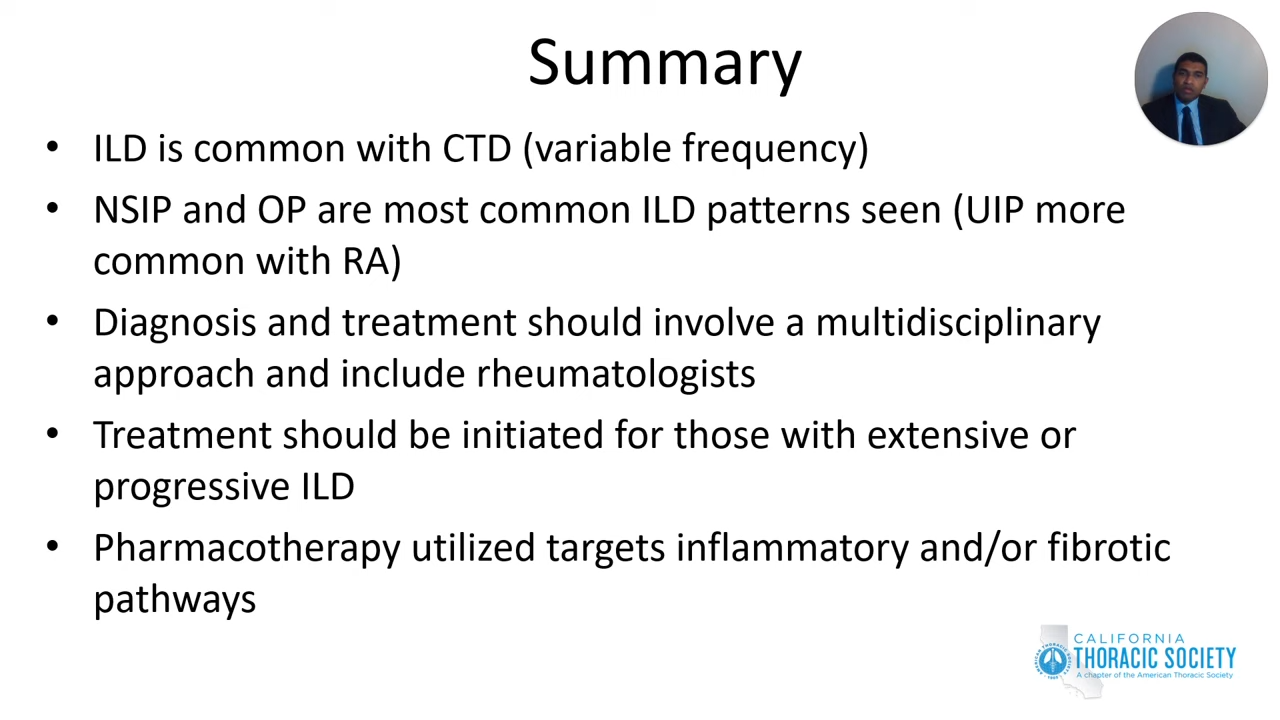 Summary
• ILD is common with CTD (variable frequency)
• NSIP and OP are most common ILD patterns seen (UIP more
common with RA)
• Diagnosis and treatment should involve a multidisciplinary
approach and include rheumatologists
• Treatment should be initiated for those with extensive or
progressive ILD
• Pharmacotherapy utilized targets inflammatory and/or fibrotic
pathways
CALIFORNIA
THORACIC SOCIETY
A chapter of the American Thoracic Society
AMERICAN THORACIC SOCIETY